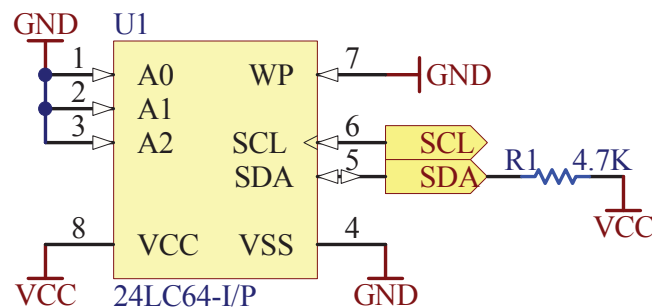 GND
U1
1
A0
WP
7
GND
2
A1
3
A2
SCL
6
SCL
SDA
5
SDA
R1
4.7K
VCC
8
VCC
VSS
4
VCC
24LC64-I/P
GND